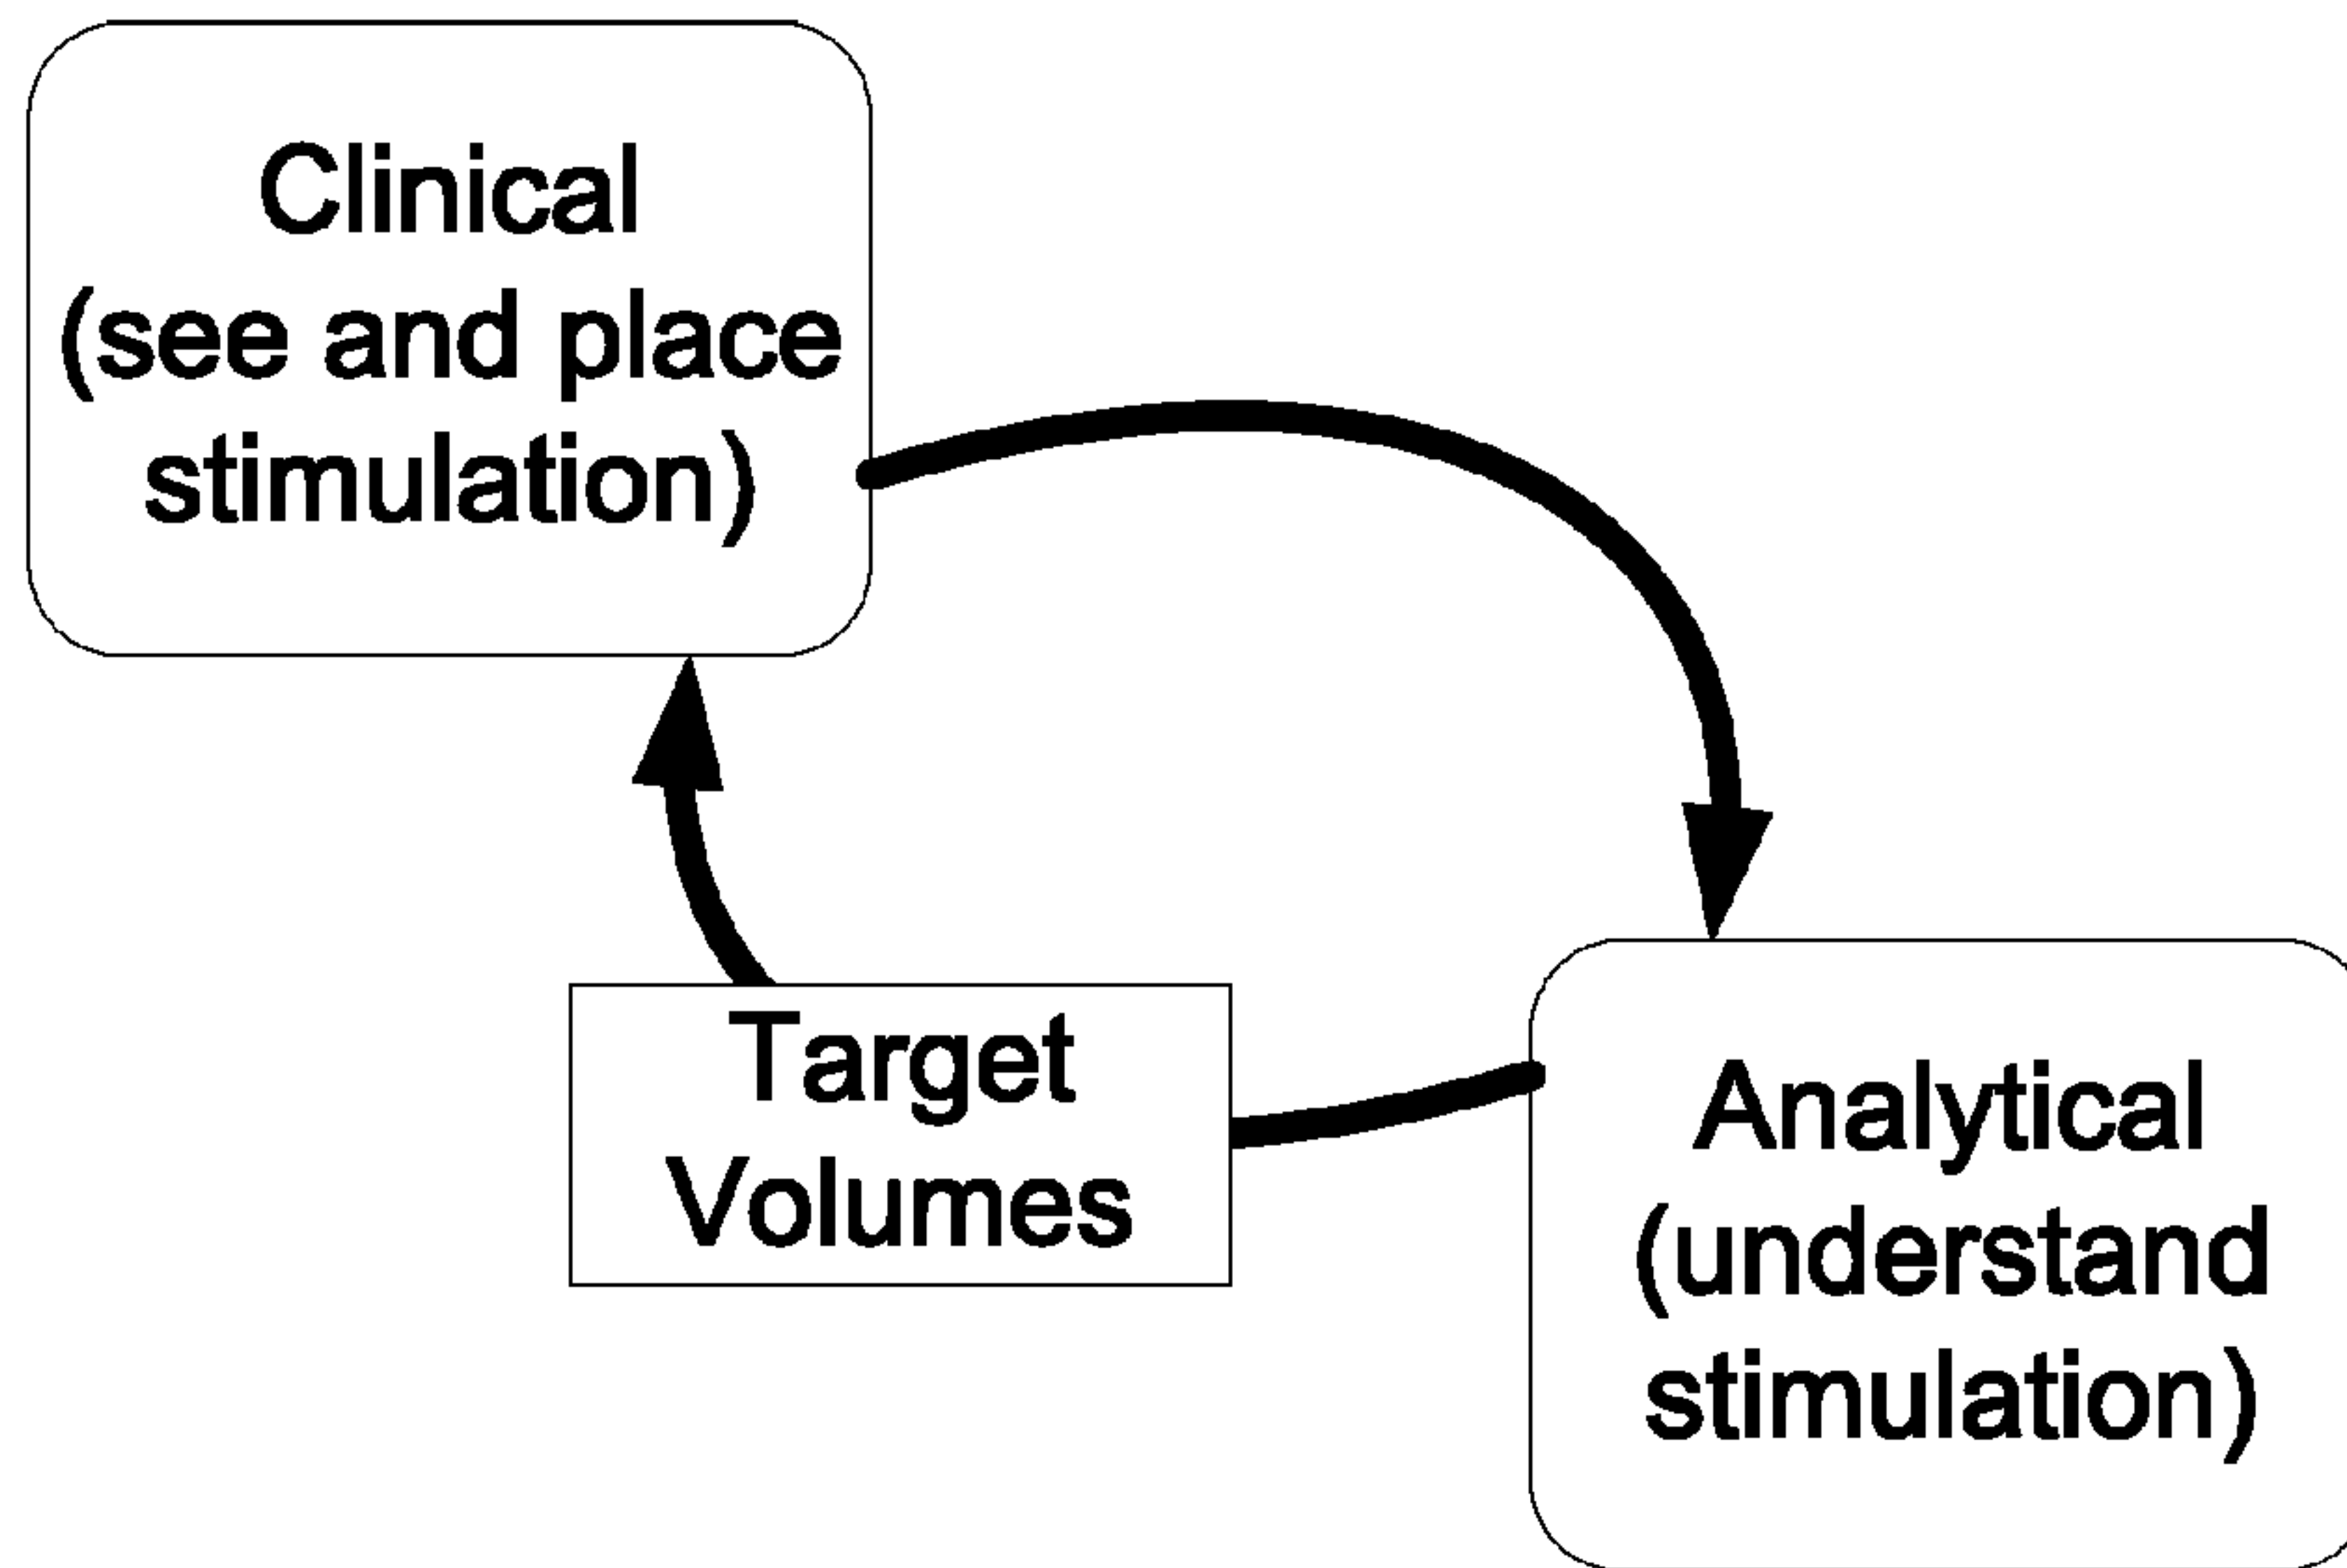 Clinical
(see and place
stimulation)
Target
Volumes
Analytical
(understand
stimulation)